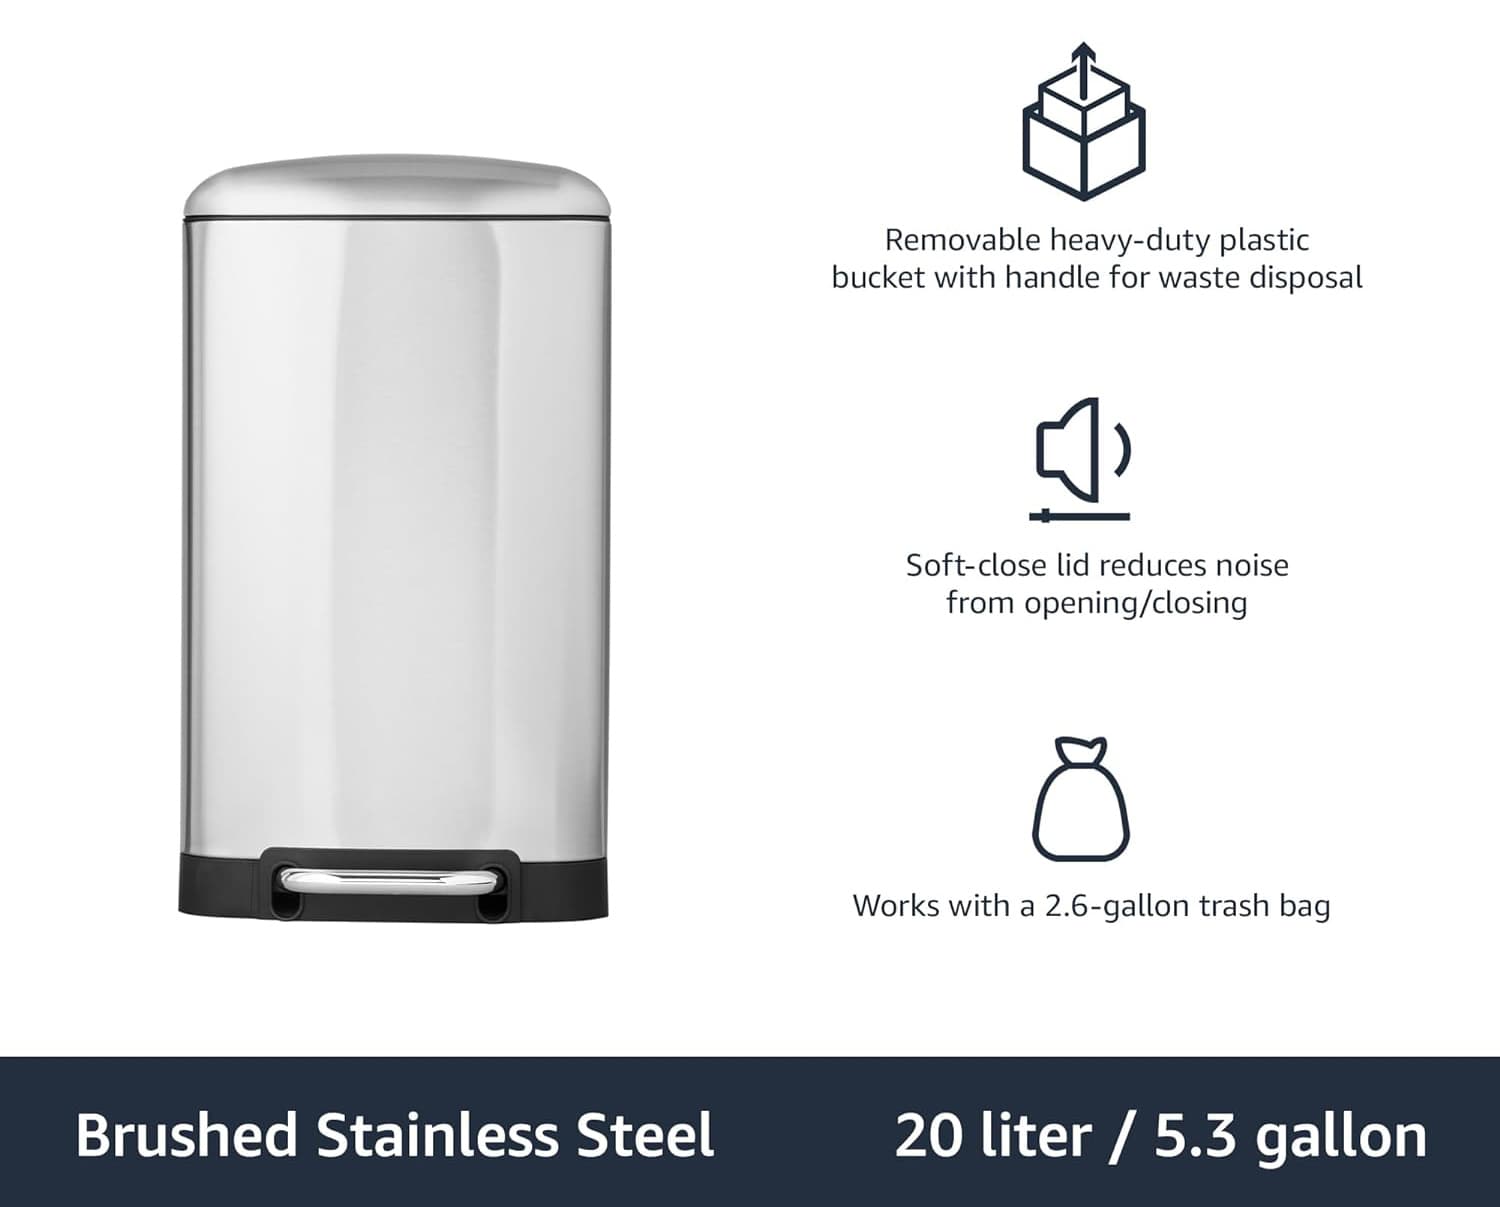 Removable heavy-duty plastic
bucket with handle for waste disposal
Soft-close lid reduces noise
from opening/closing
Works with a 2.6-gallon trash bag
Brushed Stainless Steel
20 liter / 5.3 gallon